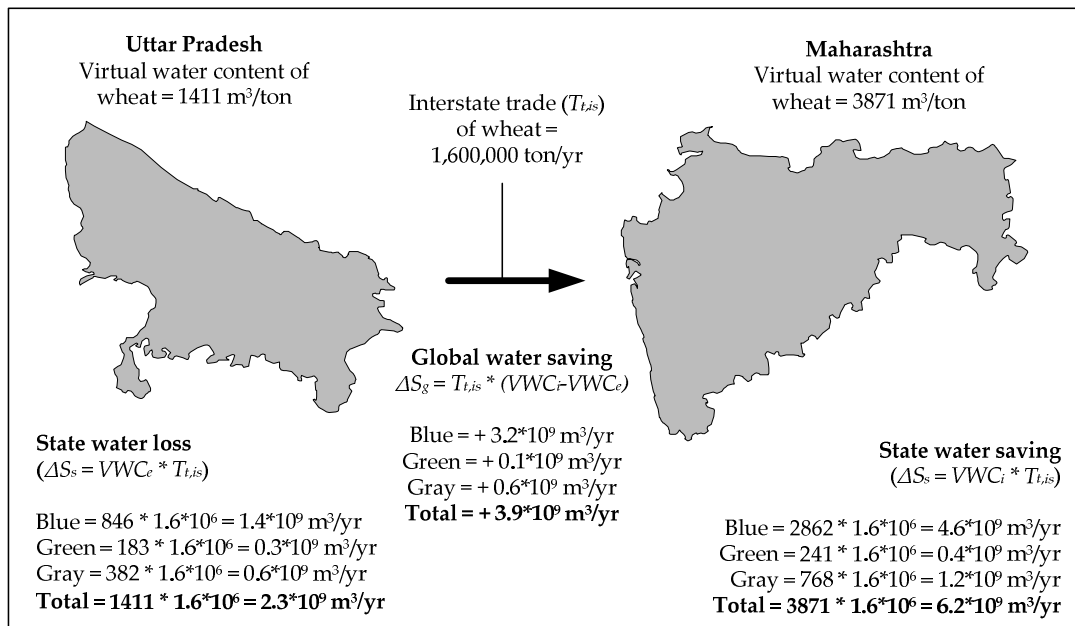 Uttar Pradesh
Virtual water content of
wheat = 1411 m³/ton
Interstate trade (Tt,is)
of wheat =
1,600,000 ton/yr
Maharashtra
Virtual water content of
wheat = 3871 m³/ton
Global water saving
ΔSg = Tt,is * (VWCi-VWCe)
Blue = + 3.2*10⁹ m³/yr
Green = + 0.1*10⁹ m³/yr
Gray = + 0.6*10⁹ m³/yr
Total = + 3.9*10⁹ m³/yr
State water loss
(ΔSs = VWCe * Tt,is)
Blue = 846 * 1.6*10⁶ = 1.4*10⁹ m³/yr
Green = 183 * 1.6*10⁶ = 0.3*10⁹ m³/yr
Gray = 382 * 1.6*10⁶ = 0.6*10⁹ m³/yr
Total = 1411 * 1.6*10⁶ = 2.3*10⁹ m³/yr
State water saving
(ΔSs = VWCi * Tt,is)
Blue = 2862 * 1.6*10⁶ = 4.6*10⁹ m³/yr
Green = 241 * 1.6*10⁶ = 0.4*10⁹ m³/yr
Gray = 768 * 1.6*10⁶ = 1.2*10⁹ m³/yr
Total = 3871 * 1.6*10⁶ = 6.2*10⁹ m³/yr